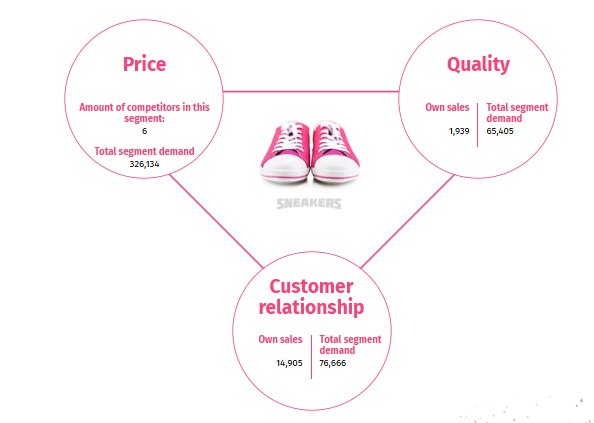 Price
Amount of competitors in this
segment:
6
Total segment demand
326,134
Quality
Own sales
1,939
Total segment
demand
65,405
SNEAKERS
Customer
relationship
Own sales
14,905
Total segment
demand
76,666